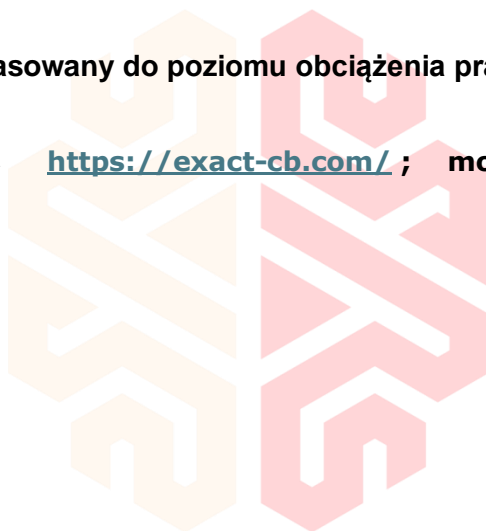 asowany do poziomu obciążenia pra
https://exact-cb.com/ ; mo